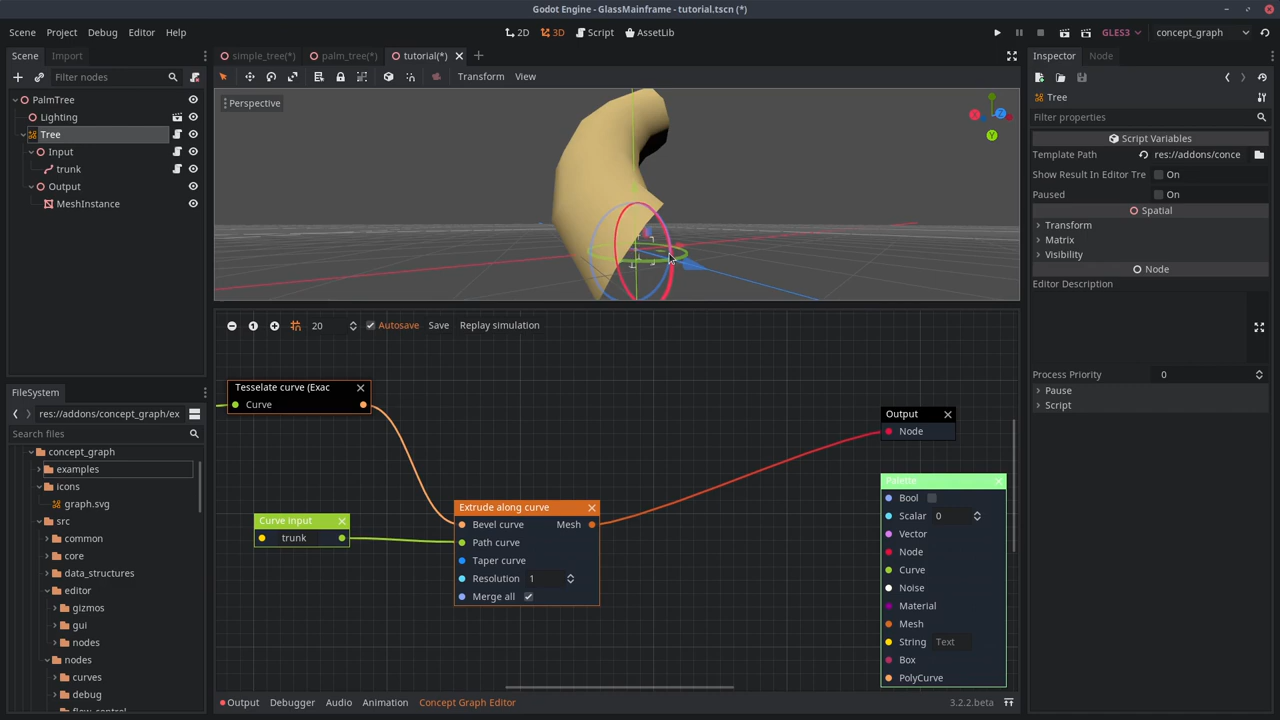 Godot Engine - GlassMainframe - tutorial.tscn (*)
Scene Project Debug Editor Help
2D 3D Script AssetLib
GLES3 concept_graph
Scene Import
Filter nodes
PalmTree
Lighting
Tree
Input
trunk
Output
MeshInstance
simple_tree(*) palm_tree(*) tutorial(*)
Transform View
Perspective
X Z Y
20 Autosave Save Replay simulation
Tesselate curve (Exac
Curve
Curve input
trunk
Extrude along curve
Bevel curve Mesh
Path curve
Taper curve
Resolution 1
Merge all
Output
Node
Palette
Bool
Scalar 0
Vector
Node
Curve
Noise
Material
Mesh
String Text
Box
PolyCurve
FileSystem
res://addons/concept_graph/ex
Search files
concept_graph
examples
icons
graph.svg
src
common
core
data_structures
editor
gizmos
gui
nodes
nodes
curves
debug
flow_control
Output Debugger Audio Animation Concept Graph Editor 3.2.2.beta
Inspector Node
Tree
Filter properties
Script Variables
Template Path res://addons/conce
Show Result In Editor Tre On
Paused On
Spatial
Transform
Matrix
Visibility
Node
Editor Description
Process Priority 0
Pause
Script